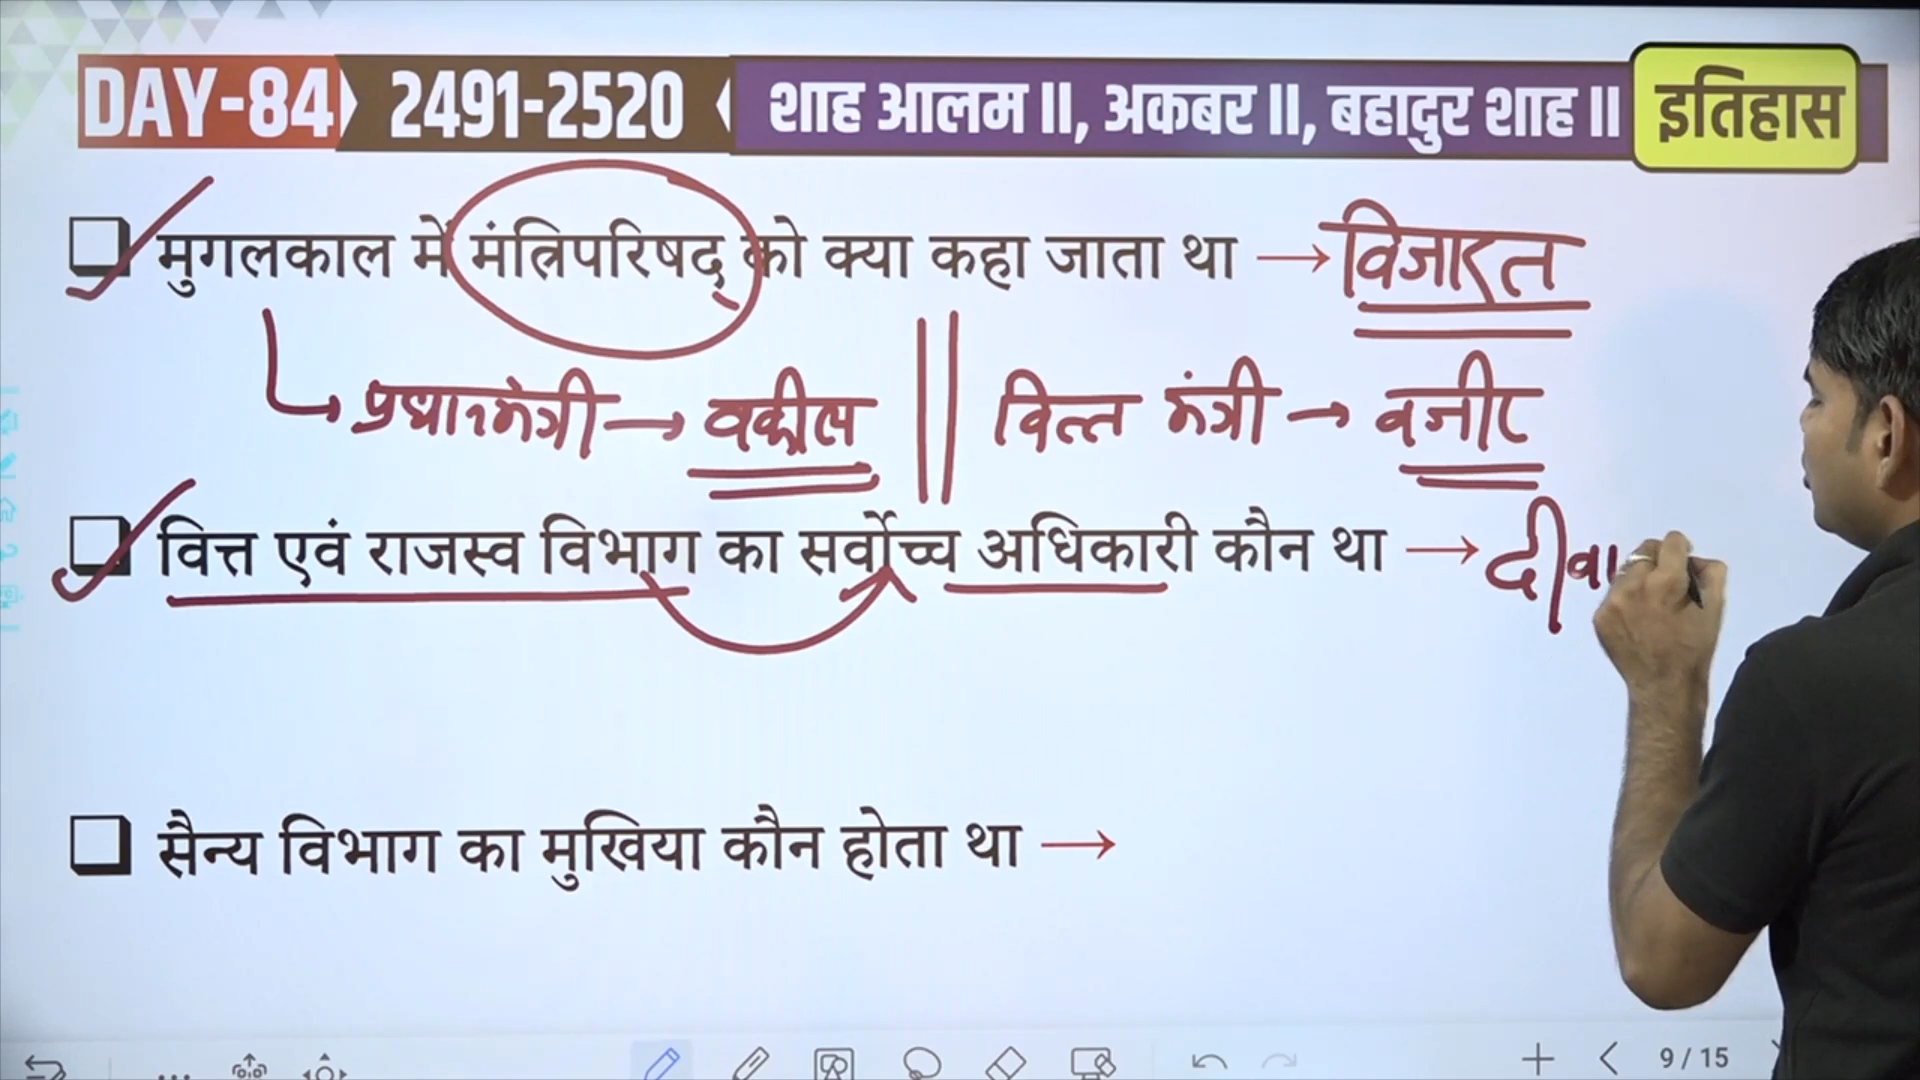 DAY-84 2491-2520 शाह आलम II, अकबर II, बहादुर शाह II इतिहास
मुगलकाल में मंत्रिपरिषद् को क्या कहा जाता था → विजारत
प्रधानमंत्री → वकील || वित्त मंत्री → वजीर
वित्त एवं राजस्व विभाग का सर्वोच्च अधिकारी कौन था → दीवा
सैन्य विभाग का मुखिया कौन होता था →
9 / 15